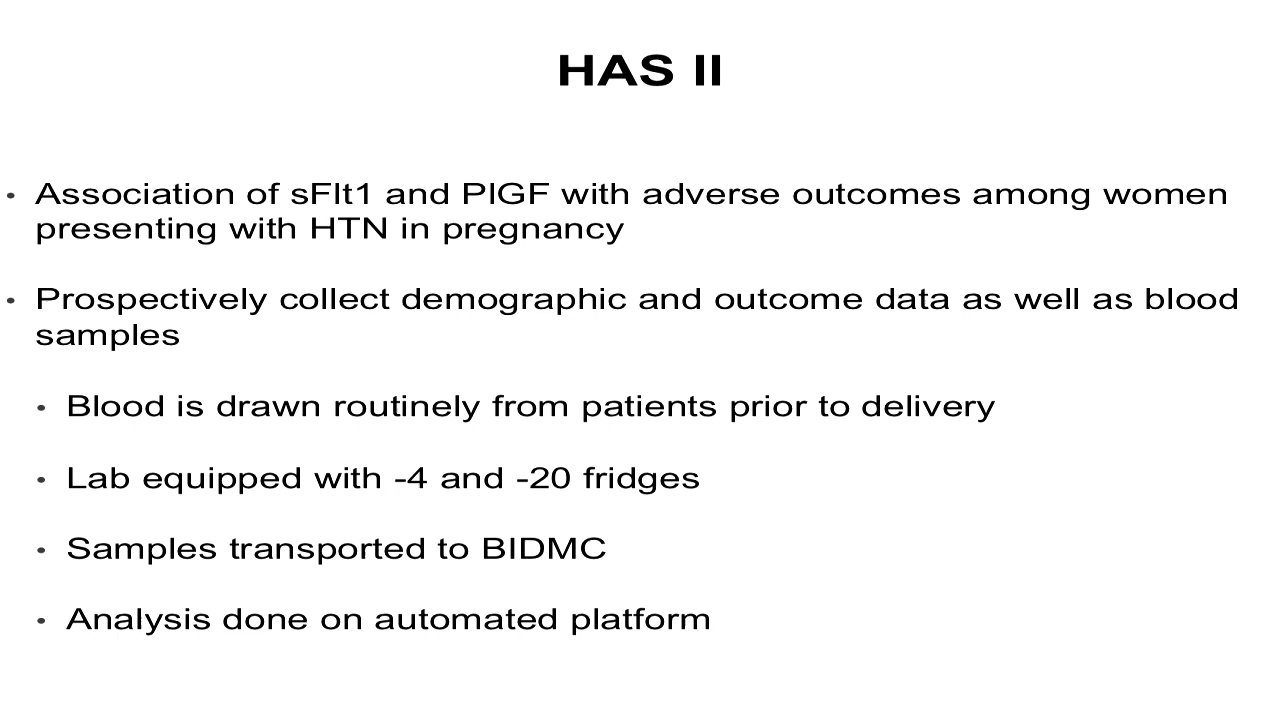 HAS II
• Association of sFlt1 and PlGF with adverse outcomes among women
presenting with HTN in pregnancy
• Prospectively collect demographic and outcome data as well as blood
samples
• Blood is drawn routinely from patients prior to delivery
• Lab equipped with -4 and -20 fridges
• Samples transported to BIDMC
• Analysis done on automated platform